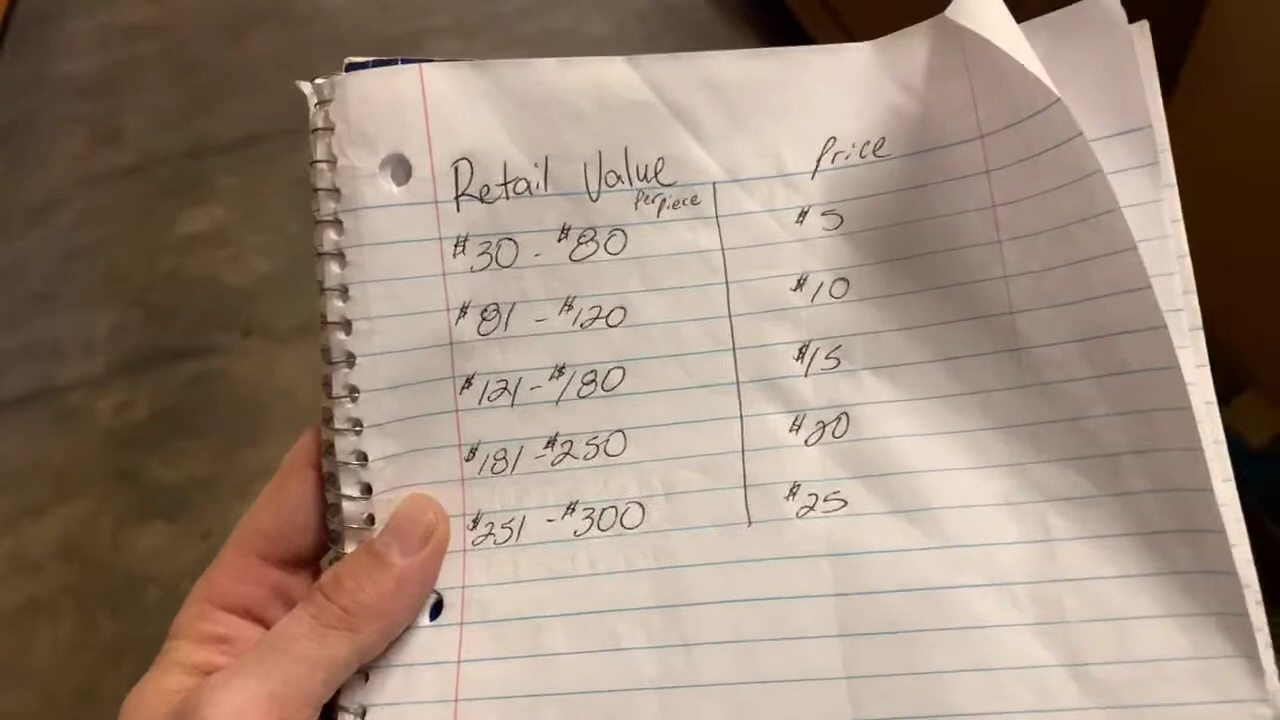 Retail Value Price
per piece
$30 - $80 $5
$81 - $120 $10
$121 - $180 $15
$181 - $250 $20
$251 - $300 $25